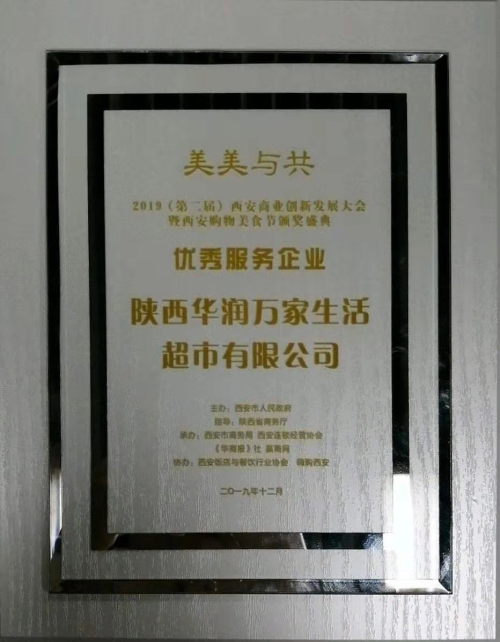 美美与共
2019（第二届）西安商业创新发展大会
暨西安购物美食节颁奖盛典
优秀服务企业
陕西华润万家生活
超市有限公司
主办：西安市人民政府
指导：陕西省商务厅
承办：西安市商务局 西安连锁经营协会
《华商报》社 赢商网
协办：西安饭店与餐饮行业协会 嗨购西安
二〇一九年十二月